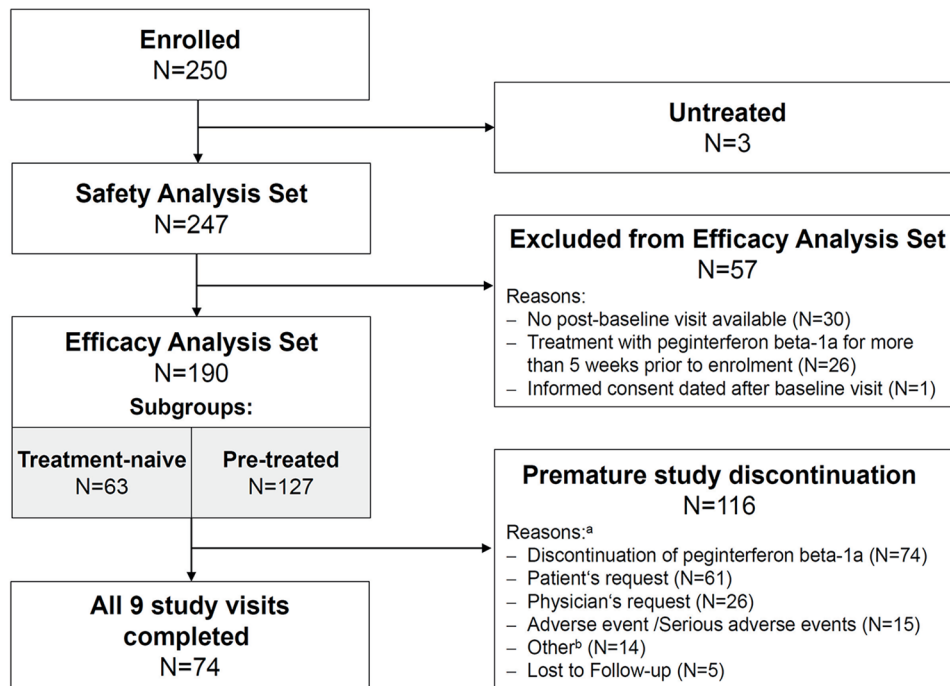 Enrolled
N=250
Untreated
N=3
Safety Analysis Set
N=247
Excluded from Efficacy Analysis Set
N=57
Reasons:
– No post-baseline visit available (N=30)
– Treatment with peginterferon beta-1a for more
than 5 weeks prior to enrolment (N=26)
– Informed consent dated after baseline visit (N=1)
Efficacy Analysis Set
N=190
Subgroups:
Treatment-naive
N=63
Pre-treated
N=127
Premature study discontinuation
N=116
Reasons:ᵃ
– Discontinuation of peginterferon beta-1a (N=74)
– Patient‘s request (N=61)
– Physician‘s request (N=26)
– Adverse event /Serious adverse events (N=15)
– Otherᵇ (N=14)
– Lost to Follow-up (N=5)
All 9 study visits
completed
N=74